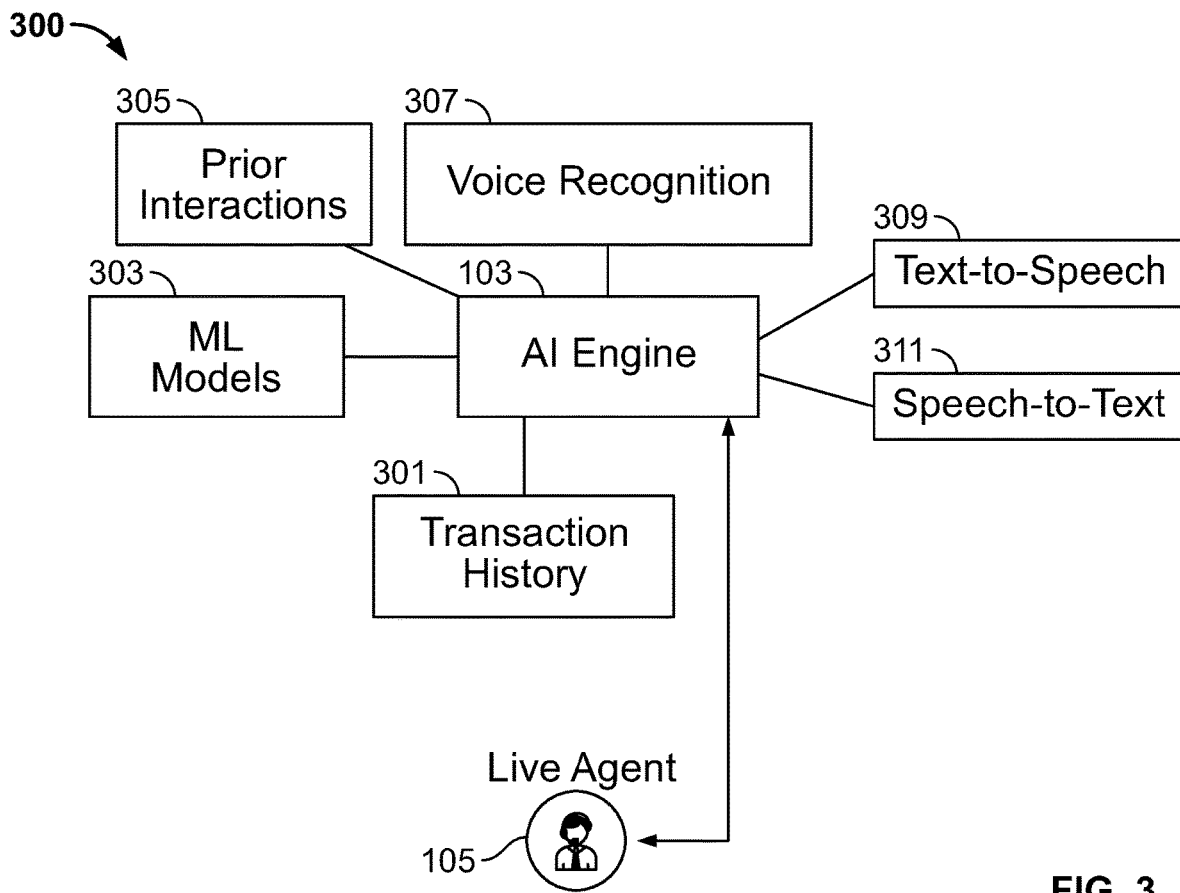 300
305
307
Prior
Interactions
Voice Recognition
309
Text-to-Speech
303
103
ML
Models
AI Engine
311
Speech-to-Text
301
Transaction
History
Live Agent
105
FIG. 3